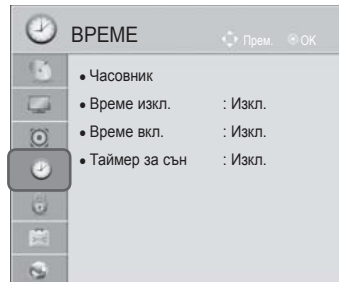 ВРЕМЕ Прем. OK
• Часовник
• Време изкл. : Изкл.
• Време вкл. : Изкл.
• Таймер за сън : Изкл.